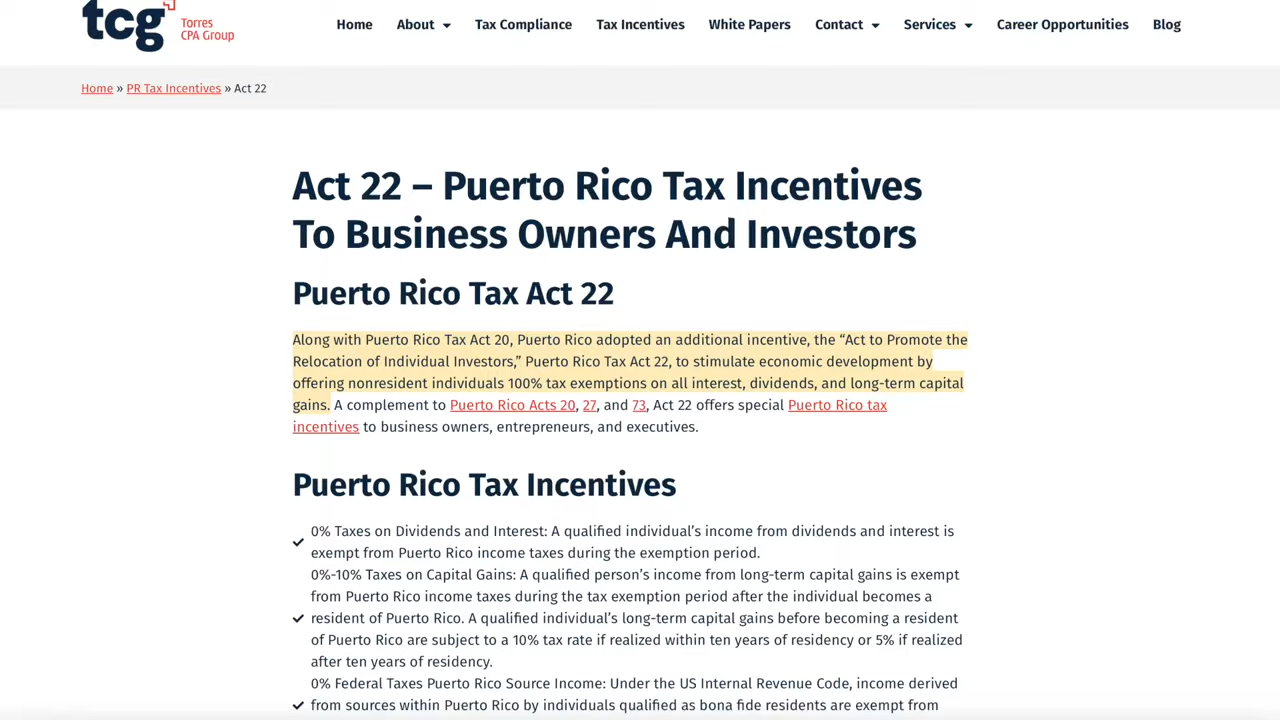 tcg Torres
CPA Group
Home About Tax Compliance Tax Incentives White Papers Contact Services Career Opportunities Blog
Home » PR Tax Incentives » Act 22
Act 22 – Puerto Rico Tax Incentives
To Business Owners And Investors
Puerto Rico Tax Act 22
Along with Puerto Rico Tax Act 20, Puerto Rico adopted an additional incentive, the “Act to Promote the
Relocation of Individual Investors,” Puerto Rico Tax Act 22, to stimulate economic development by
offering nonresident individuals 100% tax exemptions on all interest, dividends, and long-term capital
gains. A complement to Puerto Rico Acts 20, 27, and 73, Act 22 offers special Puerto Rico tax
incentives to business owners, entrepreneurs, and executives.
Puerto Rico Tax Incentives
0% Taxes on Dividends and Interest: A qualified individual’s income from dividends and interest is
exempt from Puerto Rico income taxes during the exemption period.
0%-10% Taxes on Capital Gains: A qualified person’s income from long-term capital gains is exempt
from Puerto Rico income taxes during the tax exemption period after the individual becomes a
resident of Puerto Rico. A qualified individual’s long-term capital gains before becoming a resident
of Puerto Rico are subject to a 10% tax rate if realized within ten years of residency or 5% if realized
after ten years of residency.
0% Federal Taxes Puerto Rico Source Income: Under the US Internal Revenue Code, income derived
from sources within Puerto Rico by individuals qualified as bona fide residents are exempt from